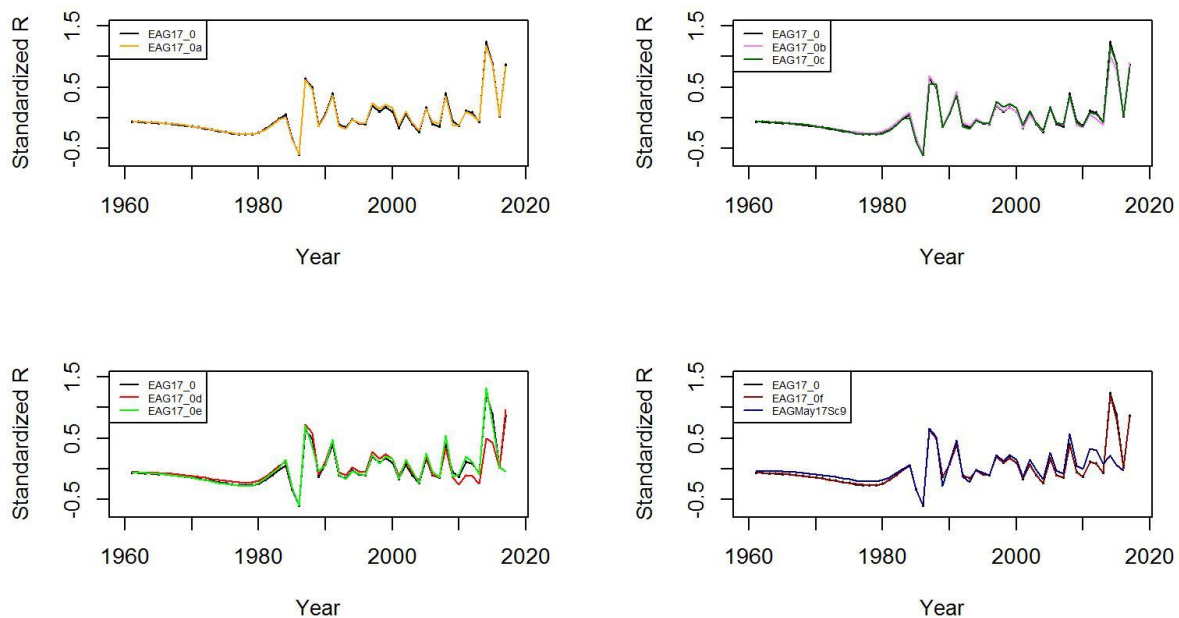 Standardized R
1.5
0.5
-0.5
EAG17_0
EAG17_0a
1960 1980 2000 2020
Year
Standardized R
1.5
0.5
-0.5
EAG17_0
EAG17_0b
EAG17_0c
1960 1980 2000 2020
Year
Standardized R
1.5
0.5
-0.5
EAG17_0
EAG17_0d
EAG17_0e
1960 1980 2000 2020
Year
Standardized R
1.5
0.5
-0.5
EAG17_0
EAG17_0f
EAGMay17Sc9
1960 1980 2000 2020
Year